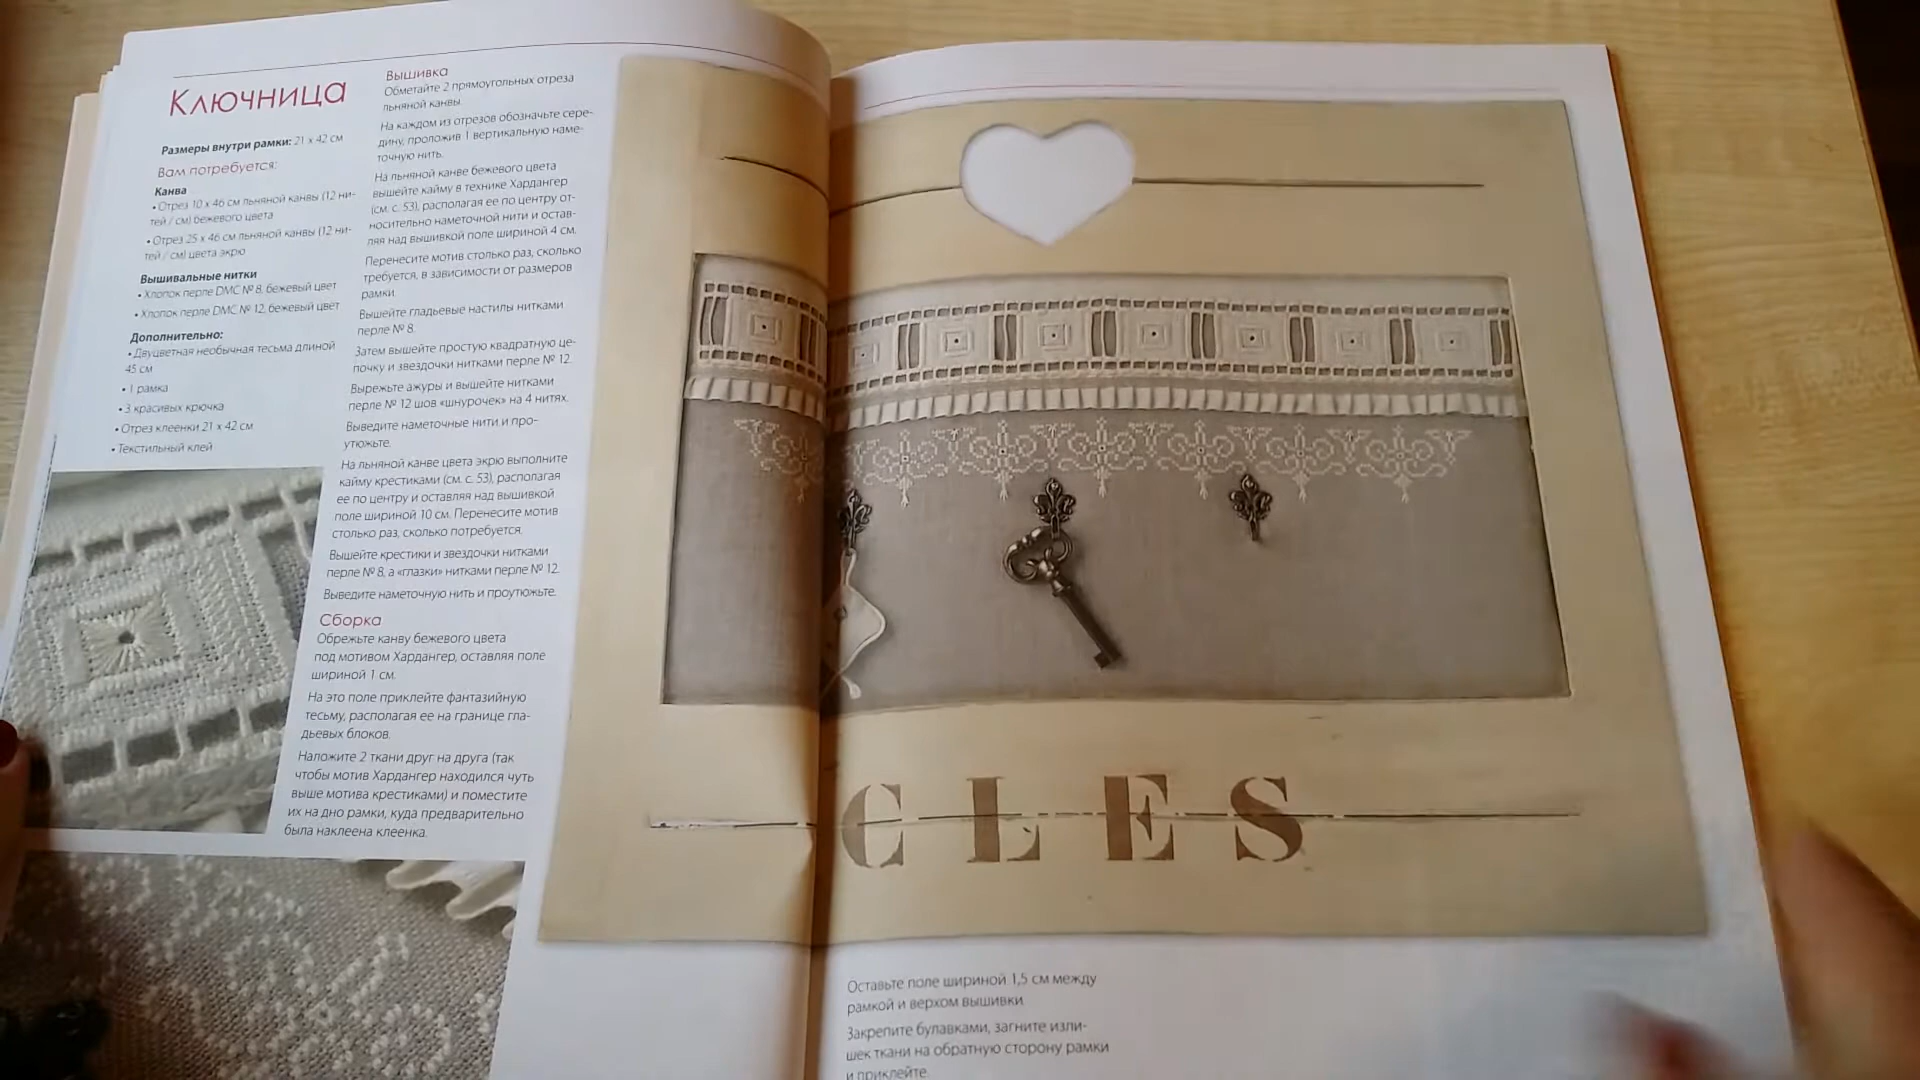 Ключница
Размеры внутри рамки: 21 х 42 см
Вам потребуется:
Канва
• Отрез 10 х 46 см льняной канвы (12 ни-
тей / см) бежевого цвета
• Отрез 25 х 46 см льняной канвы (12 ни-
тей / см) цвета экрю
Вышивальные нитки
• Хлопок перле DMC № 8, бежевый цвет
• Хлопок перле DMC № 12, бежевый цвет
Дополнительно:
• Двуцветная необычная тесьма длиной
45 см
• 1 рамка
• 3 красивых крючка
• Отрез клеенки 21 х 42 см
• Текстильный клей
Вышивка
Обметайте 2 прямоугольных отреза
льняной канвы.
На каждом из отрезов обозначьте сере-
дину, проложив 1 вертикальную наме-
точную нить.
На льняной канве бежевого цвета
вышейте кайму в технике Хардангер
(см. с. 53), располагая ее по центру от-
носительно наметочной нити и остав-
ляя над вышивкой поле шириной 4 см.
Перенесите мотив столько раз, сколько
требуется, в зависимости от размеров
рамки.
Вышейте гладьевые настилы нитками
перле № 8.
Затем вышейте простую квадратную це-
почку и звездочки нитками перле № 12.
Вырежьте ажуры и вышейте нитками
перле № 12 шов «шнурочек» на 4 нитях.
Выведите наметочные нити и про-
утюжьте.
На льняной канве цвета экрю выполните
кайму крестиками (см. с. 53), располагая
ее по центру и оставляя над вышивкой
поле шириной 10 см. Перенесите мотив
столько раз, сколько потребуется.
Вышейте крестики и звездочки нитками
перле № 8, а «глазки» нитками перле № 12.
Выведите наметочную нить и проутюжьте.
Сборка
Обрежьте канву бежевого цвета
под мотивом Хардангер, оставляя поле
шириной 1 см.
На это поле приклейте фантазийную
тесьму, располагая ее на границе гла-
дьевых блоков.
Наложите 2 ткани друг на друга (так
чтобы мотив Хардангер находился чуть
выше мотива крестиками) и поместите
их на дно рамки, куда предварительно
была наклеена клеенка.
CLES
Оставьте поле шириной 1,5 см между
рамкой и верхом вышивки.
Закрепите булавками, загните изли-
шек ткани на обратную сторону рамки
и приклейте.